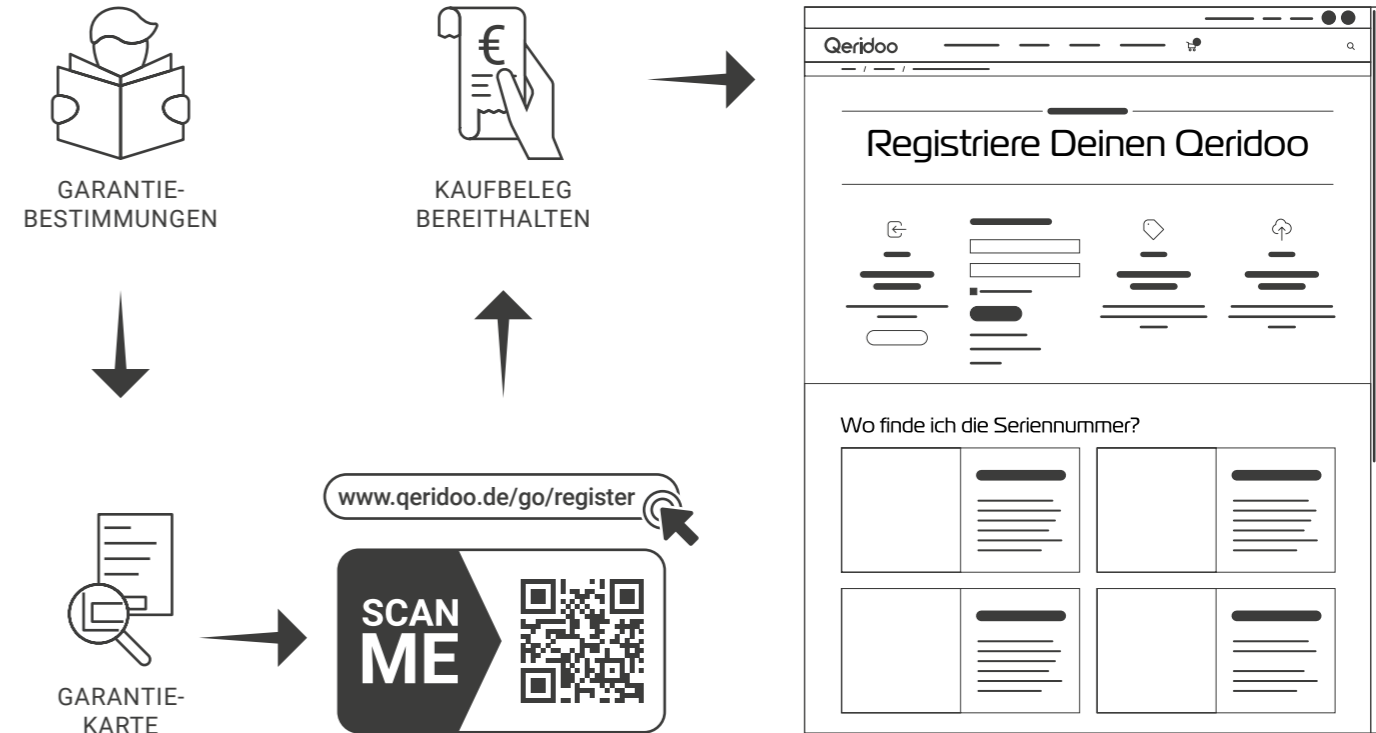 GARANTIE-
BESTIMMUNGEN
GARANTIE-
KARTE
www.qeridoo.de/go/register
SCAN
ME
€
KAUFBELEG
BEREITHALTEN
Qeridoo
Registriere Deinen Qeridoo
Wo finde ich die Seriennummer?